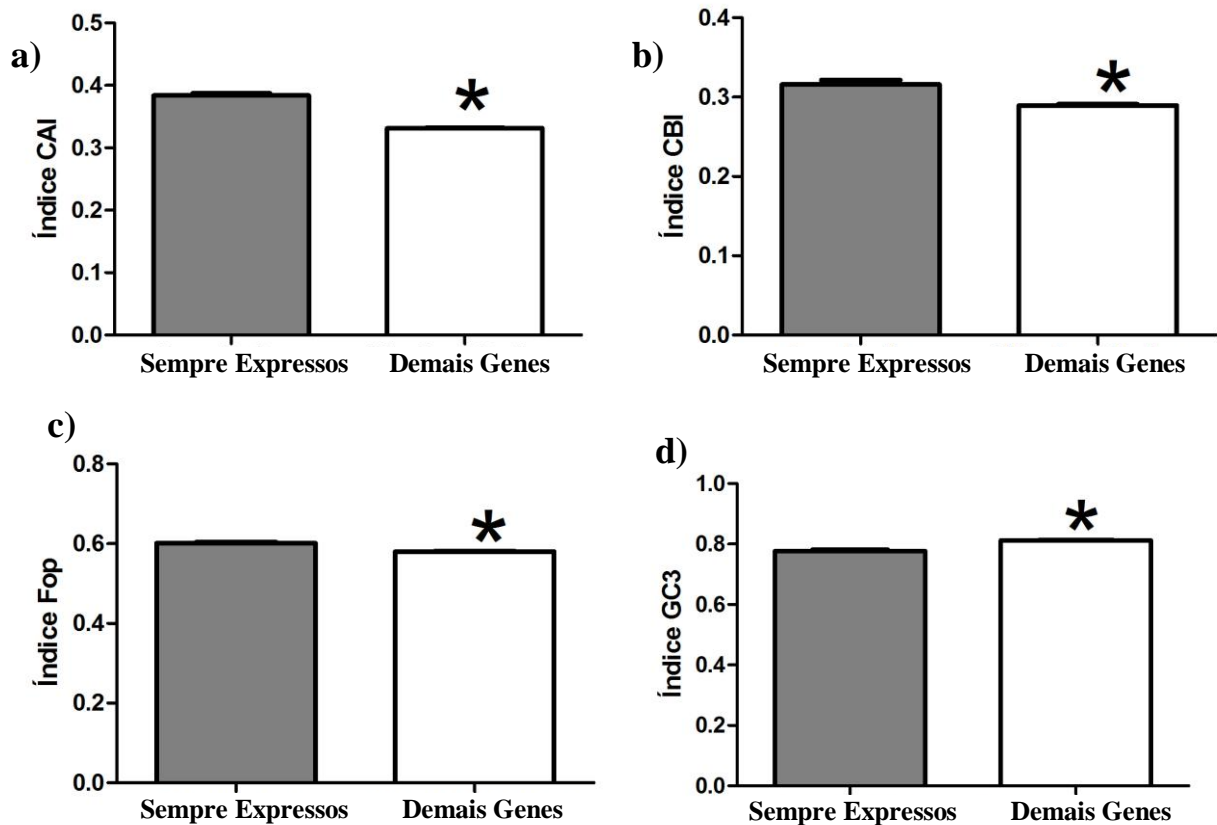 a)
Índice CAI
0.5
0.4
0.3
0.2
0.1
0.0
*
Sempre Expressos Demais Genes
b)
Índice CBI
0.4
0.3
0.2
0.1
0.0
*
Sempre Expressos Demais Genes
c)
Índice Fop
0.8
0.6
0.4
0.2
0.0
*
Sempre Expressos Demais Genes
d)
Índice GC3
1.0
0.8
0.6
0.4
0.2
0.0
*
Sempre Expressos Demais Genes